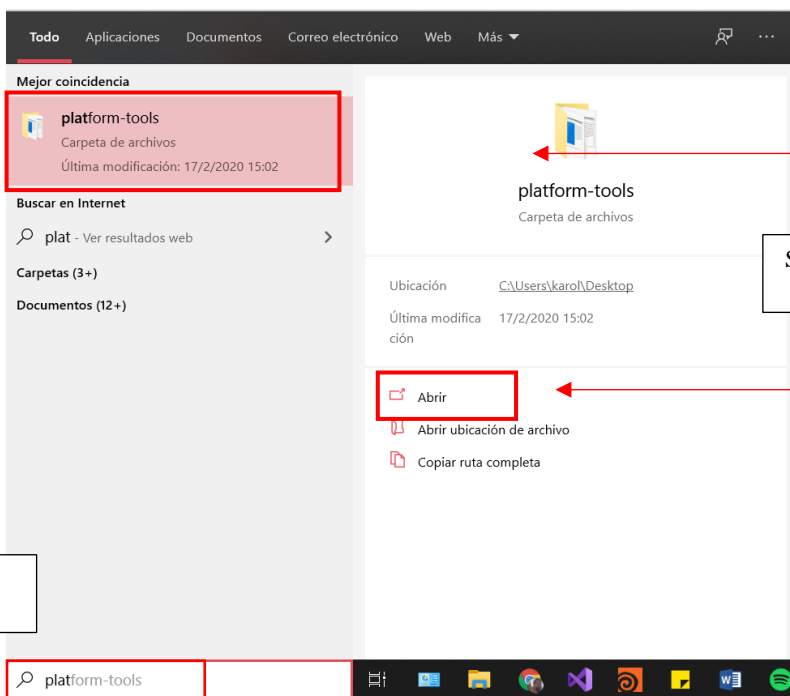 Todo Aplicaciones Documentos Correo electrónico Web Más
Mejor coincidencia
platform-tools
Carpeta de archivos
Última modificación: 17/2/2020 15:02
Buscar en Internet
plat - Ver resultados web
Carpetas (3+)
Documentos (12+)
platform-tools
Carpeta de archivos
Ubicación C:\Users\karol\Desktop
Última modifica 17/2/2020 15:02
ción
Abrir
Abrir ubicación de archivo
Copiar ruta completa
S
platform-tools